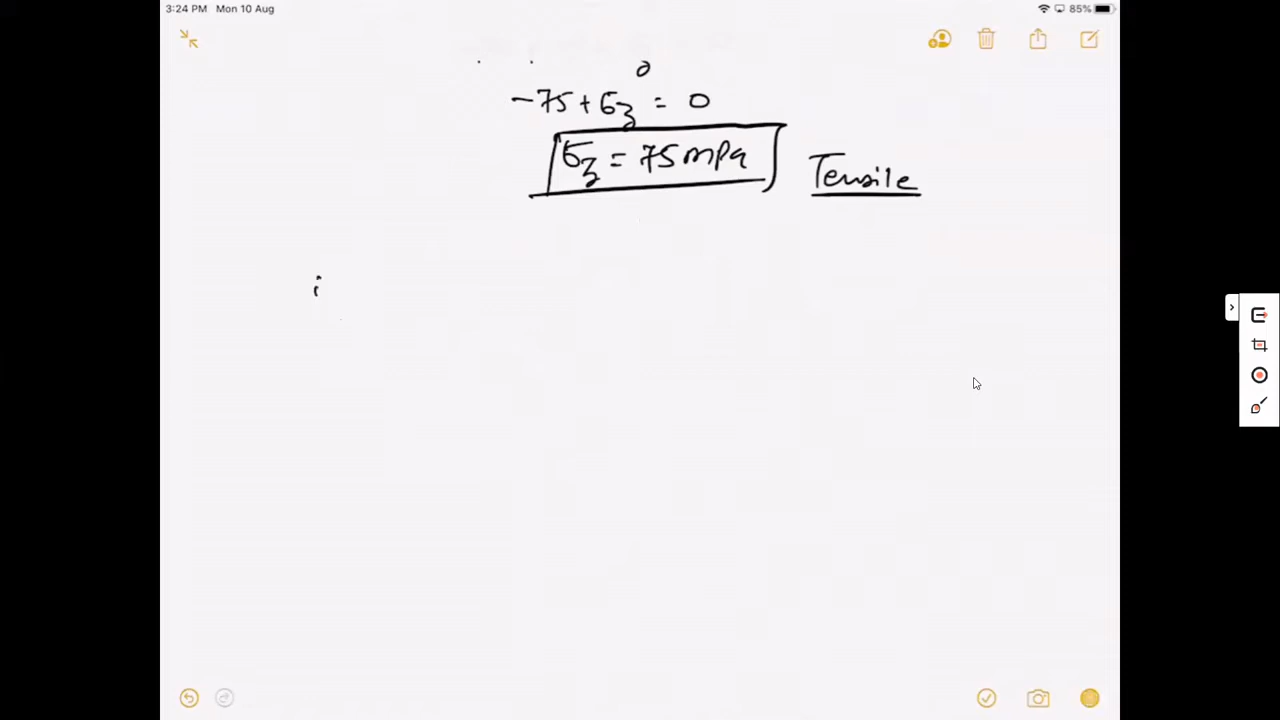 3:24 PM Mon 10 Aug 85%
-75 + σz = 0
σz = 75 mpa Tensile
i